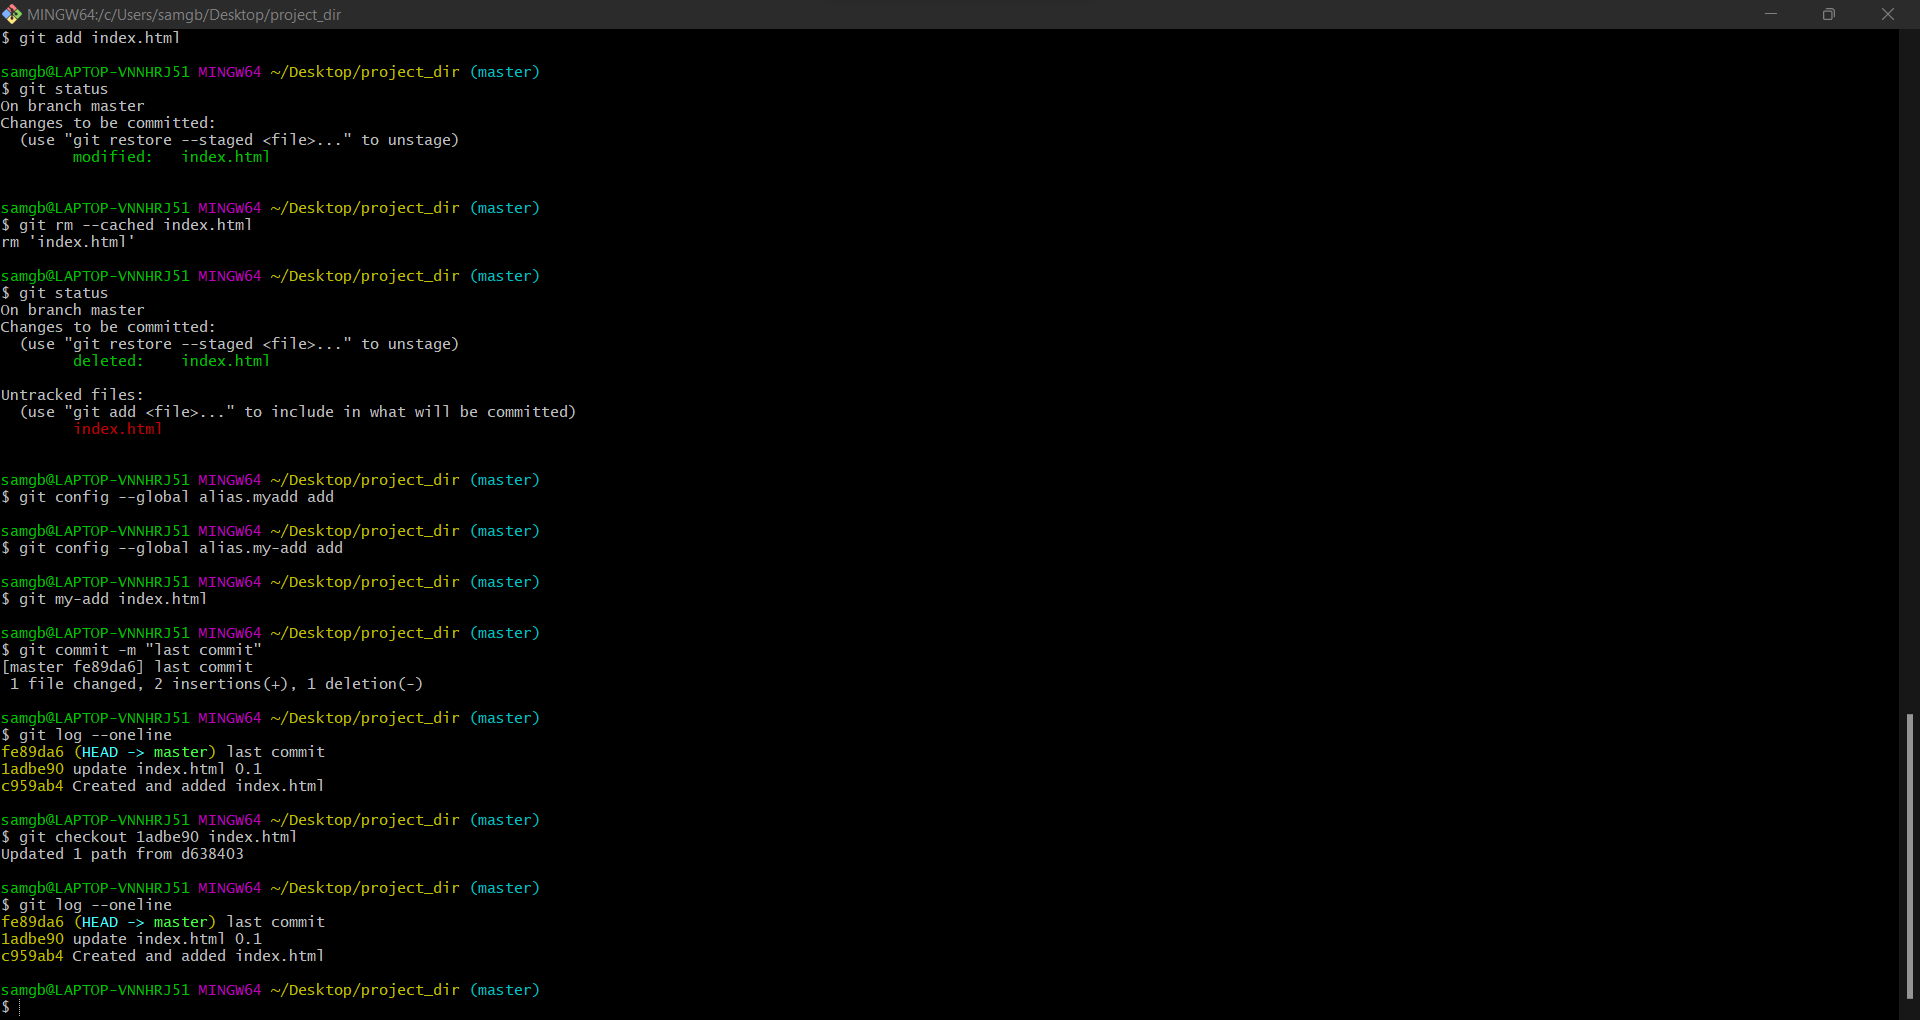 MINGW64:/c/Users/samgb/Desktop/project_dir
$ git add index.html
samgb@LAPTOP-VNNHRJ51 MINGW64 ~/Desktop/project_dir (master)
$ git status
On branch master
Changes to be committed:
  (use "git restore --staged <file>..." to unstage)
        modified:   index.html
samgb@LAPTOP-VNNHRJ51 MINGW64 ~/Desktop/project_dir (master)
$ git rm --cached index.html
rm 'index.html'
samgb@LAPTOP-VNNHRJ51 MINGW64 ~/Desktop/project_dir (master)
$ git status
On branch master
Changes to be committed:
  (use "git restore --staged <file>..." to unstage)
        deleted:    index.html
Untracked files:
  (use "git add <file>..." to include in what will be committed)
        index.html
samgb@LAPTOP-VNNHRJ51 MINGW64 ~/Desktop/project_dir (master)
$ git config --global alias.myadd add
samgb@LAPTOP-VNNHRJ51 MINGW64 ~/Desktop/project_dir (master)
$ git config --global alias.my-add add
samgb@LAPTOP-VNNHRJ51 MINGW64 ~/Desktop/project_dir (master)
$ git my-add index.html
samgb@LAPTOP-VNNHRJ51 MINGW64 ~/Desktop/project_dir (master)
$ git commit -m "last commit"
[master fe89da6] last commit
 1 file changed, 2 insertions(+), 1 deletion(-)
samgb@LAPTOP-VNNHRJ51 MINGW64 ~/Desktop/project_dir (master)
$ git log --oneline
fe89da6 (HEAD -> master) last commit
1adbe90 update index.html 0.1
c959ab4 Created and added index.html
samgb@LAPTOP-VNNHRJ51 MINGW64 ~/Desktop/project_dir (master)
$ git checkout 1adbe90 index.html
Updated 1 path from d638403
samgb@LAPTOP-VNNHRJ51 MINGW64 ~/Desktop/project_dir (master)
$ git log --oneline
fe89da6 (HEAD -> master) last commit
1adbe90 update index.html 0.1
c959ab4 Created and added index.html
samgb@LAPTOP-VNNHRJ51 MINGW64 ~/Desktop/project_dir (master)
$